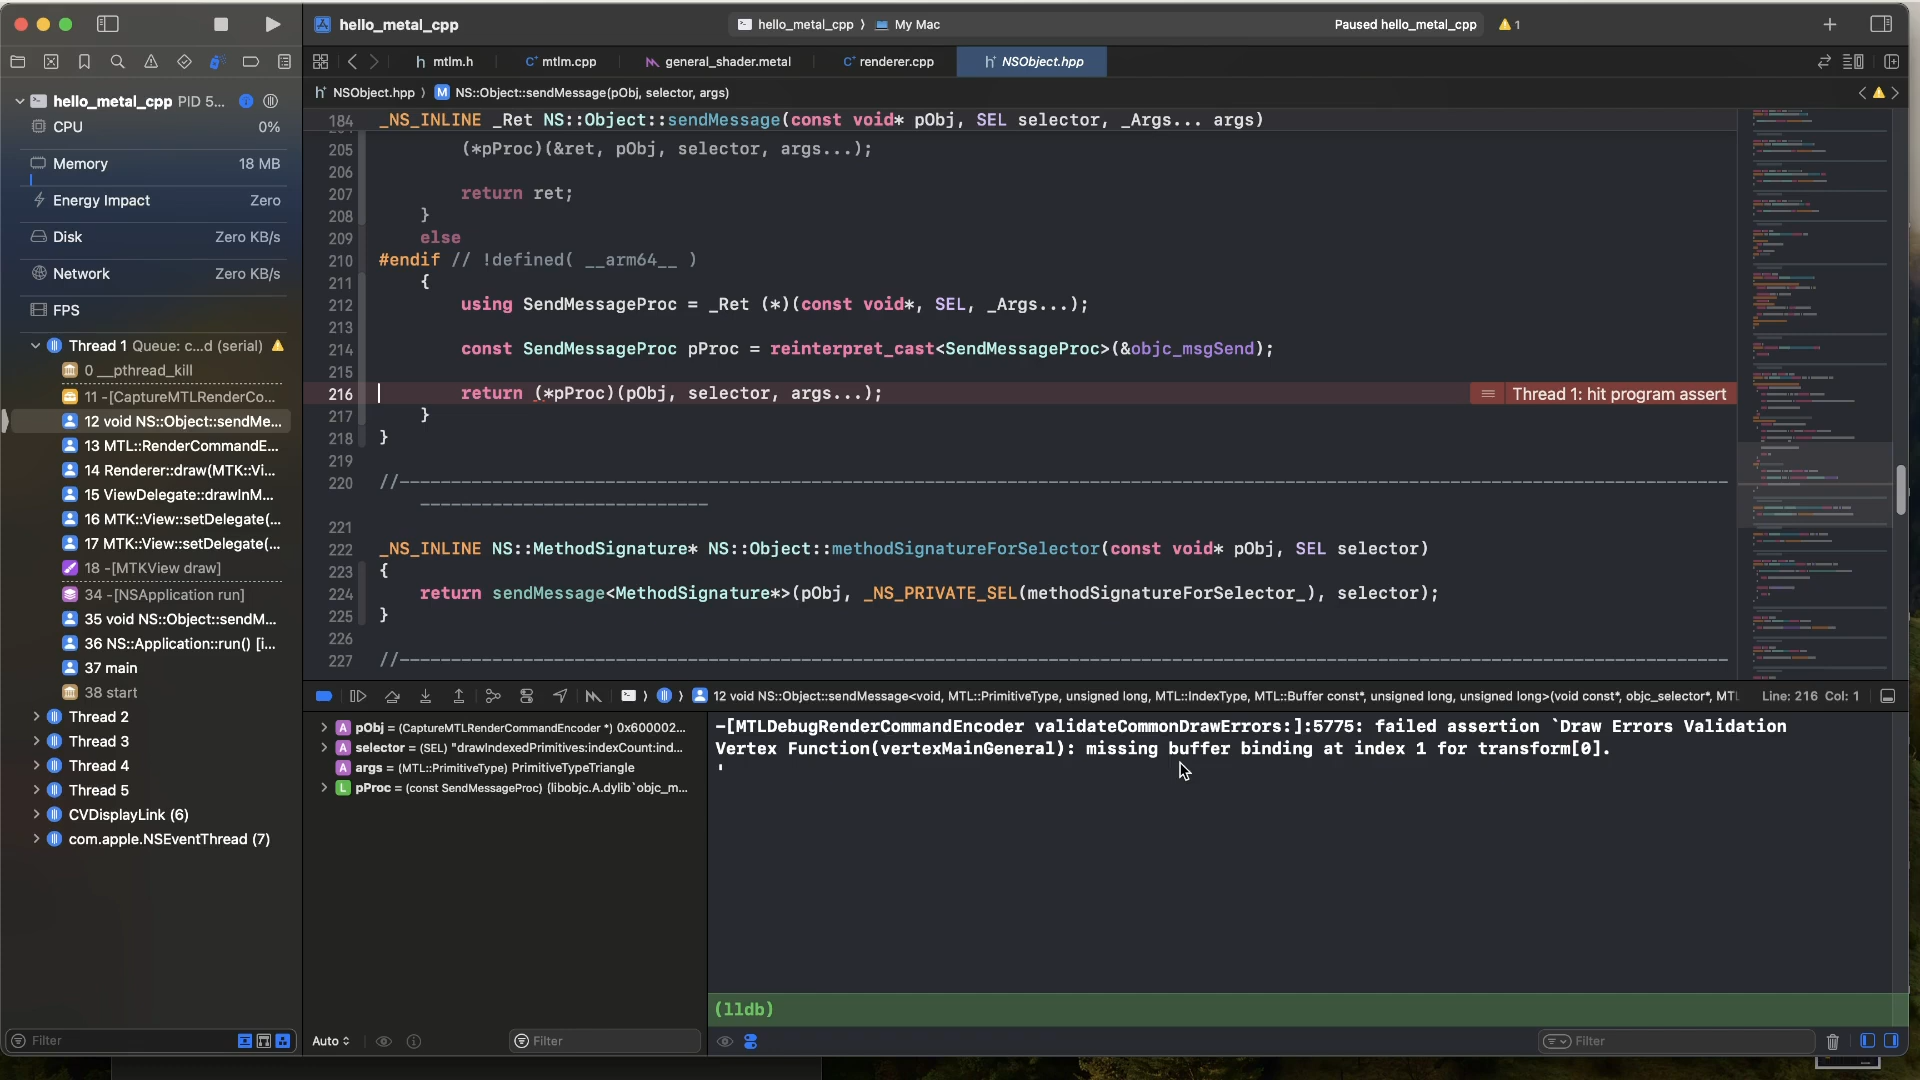 hello_metal_cpp
hello_metal_cpp 〉 My Mac
Paused hello_metal_cpp
1
mtlm.h
mtlm.cpp
general_shader.metal
renderer.cpp
NSObject.hpp
NSObject.hpp 〉 M NS::Object::sendMessage(pObj, selector, args)
hello_metal_cpp PID 5...
CPU 0%
Memory 18 MB
Energy Impact Zero
Disk Zero KB/s
Network Zero KB/s
FPS
Thread 1 Queue: c...d (serial)
0 __pthread_kill
11 -[CaptureMTLRenderCo...
12 void NS::Object::sendMe...
13 MTL::RenderCommandE...
14 Renderer::draw(MTK::Vi...
15 ViewDelegate::drawInM...
16 MTK::View::setDelegate(...
17 MTK::View::setDelegate(...
18 -[MTKView draw]
34 -[NSApplication run]
35 void NS::Object::sendM...
36 NS::Application::run() [i...
37 main
38 start
Thread 2
Thread 3
Thread 4
Thread 5
CVDisplayLink (6)
com.apple.NSEventThread (7)
Filter
184 _NS_INLINE _Ret NS::Object::sendMessage(const void* pObj, SEL selector, _Args... args)
205 (*pProc)(&ret, pObj, selector, args...);
206
207 return ret;
208 }
209 else
210 #endif // !defined( __arm64__ )
211 {
212 using SendMessageProc = _Ret (*)(const void*, SEL, _Args...);
213
214 const SendMessageProc pProc = reinterpret_cast<SendMessageProc>(&objc_msgSend);
215
216 return (*pProc)(pObj, selector, args...); Thread 1: hit program assert
217 }
218 }
219
220 //
221
222 _NS_INLINE NS::MethodSignature* NS::Object::methodSignatureForSelector(const void* pObj, SEL selector)
223 {
224 return sendMessage<MethodSignature*>(pObj, _NS_PRIVATE_SEL(methodSignatureForSelector_), selector);
225 }
226
227 //
12 void NS::Object::sendMessage<void, MTL::PrimitiveType, unsigned long, MTL::IndexType, MTL::Buffer const*, unsigned long, unsigned long>(void const*, objc_selector*, MTL
Line: 216 Col: 1
A pObj = (CaptureMTLRenderCommandEncoder *) 0x600002...
A selector = (SEL) "drawIndexedPrimitives:indexCount:ind...
A args = (MTL::PrimitiveType) PrimitiveTypeTriangle
L pProc = (const SendMessageProc) (libobjc.A.dylib`objc_m...
-[MTLDebugRenderCommandEncoder validateCommonDrawErrors:]:5775: failed assertion `Draw Errors Validation
Vertex Function(vertexMainGeneral): missing buffer binding at index 1 for transform[0].
'
(lldb)
Auto
Filter
Filter